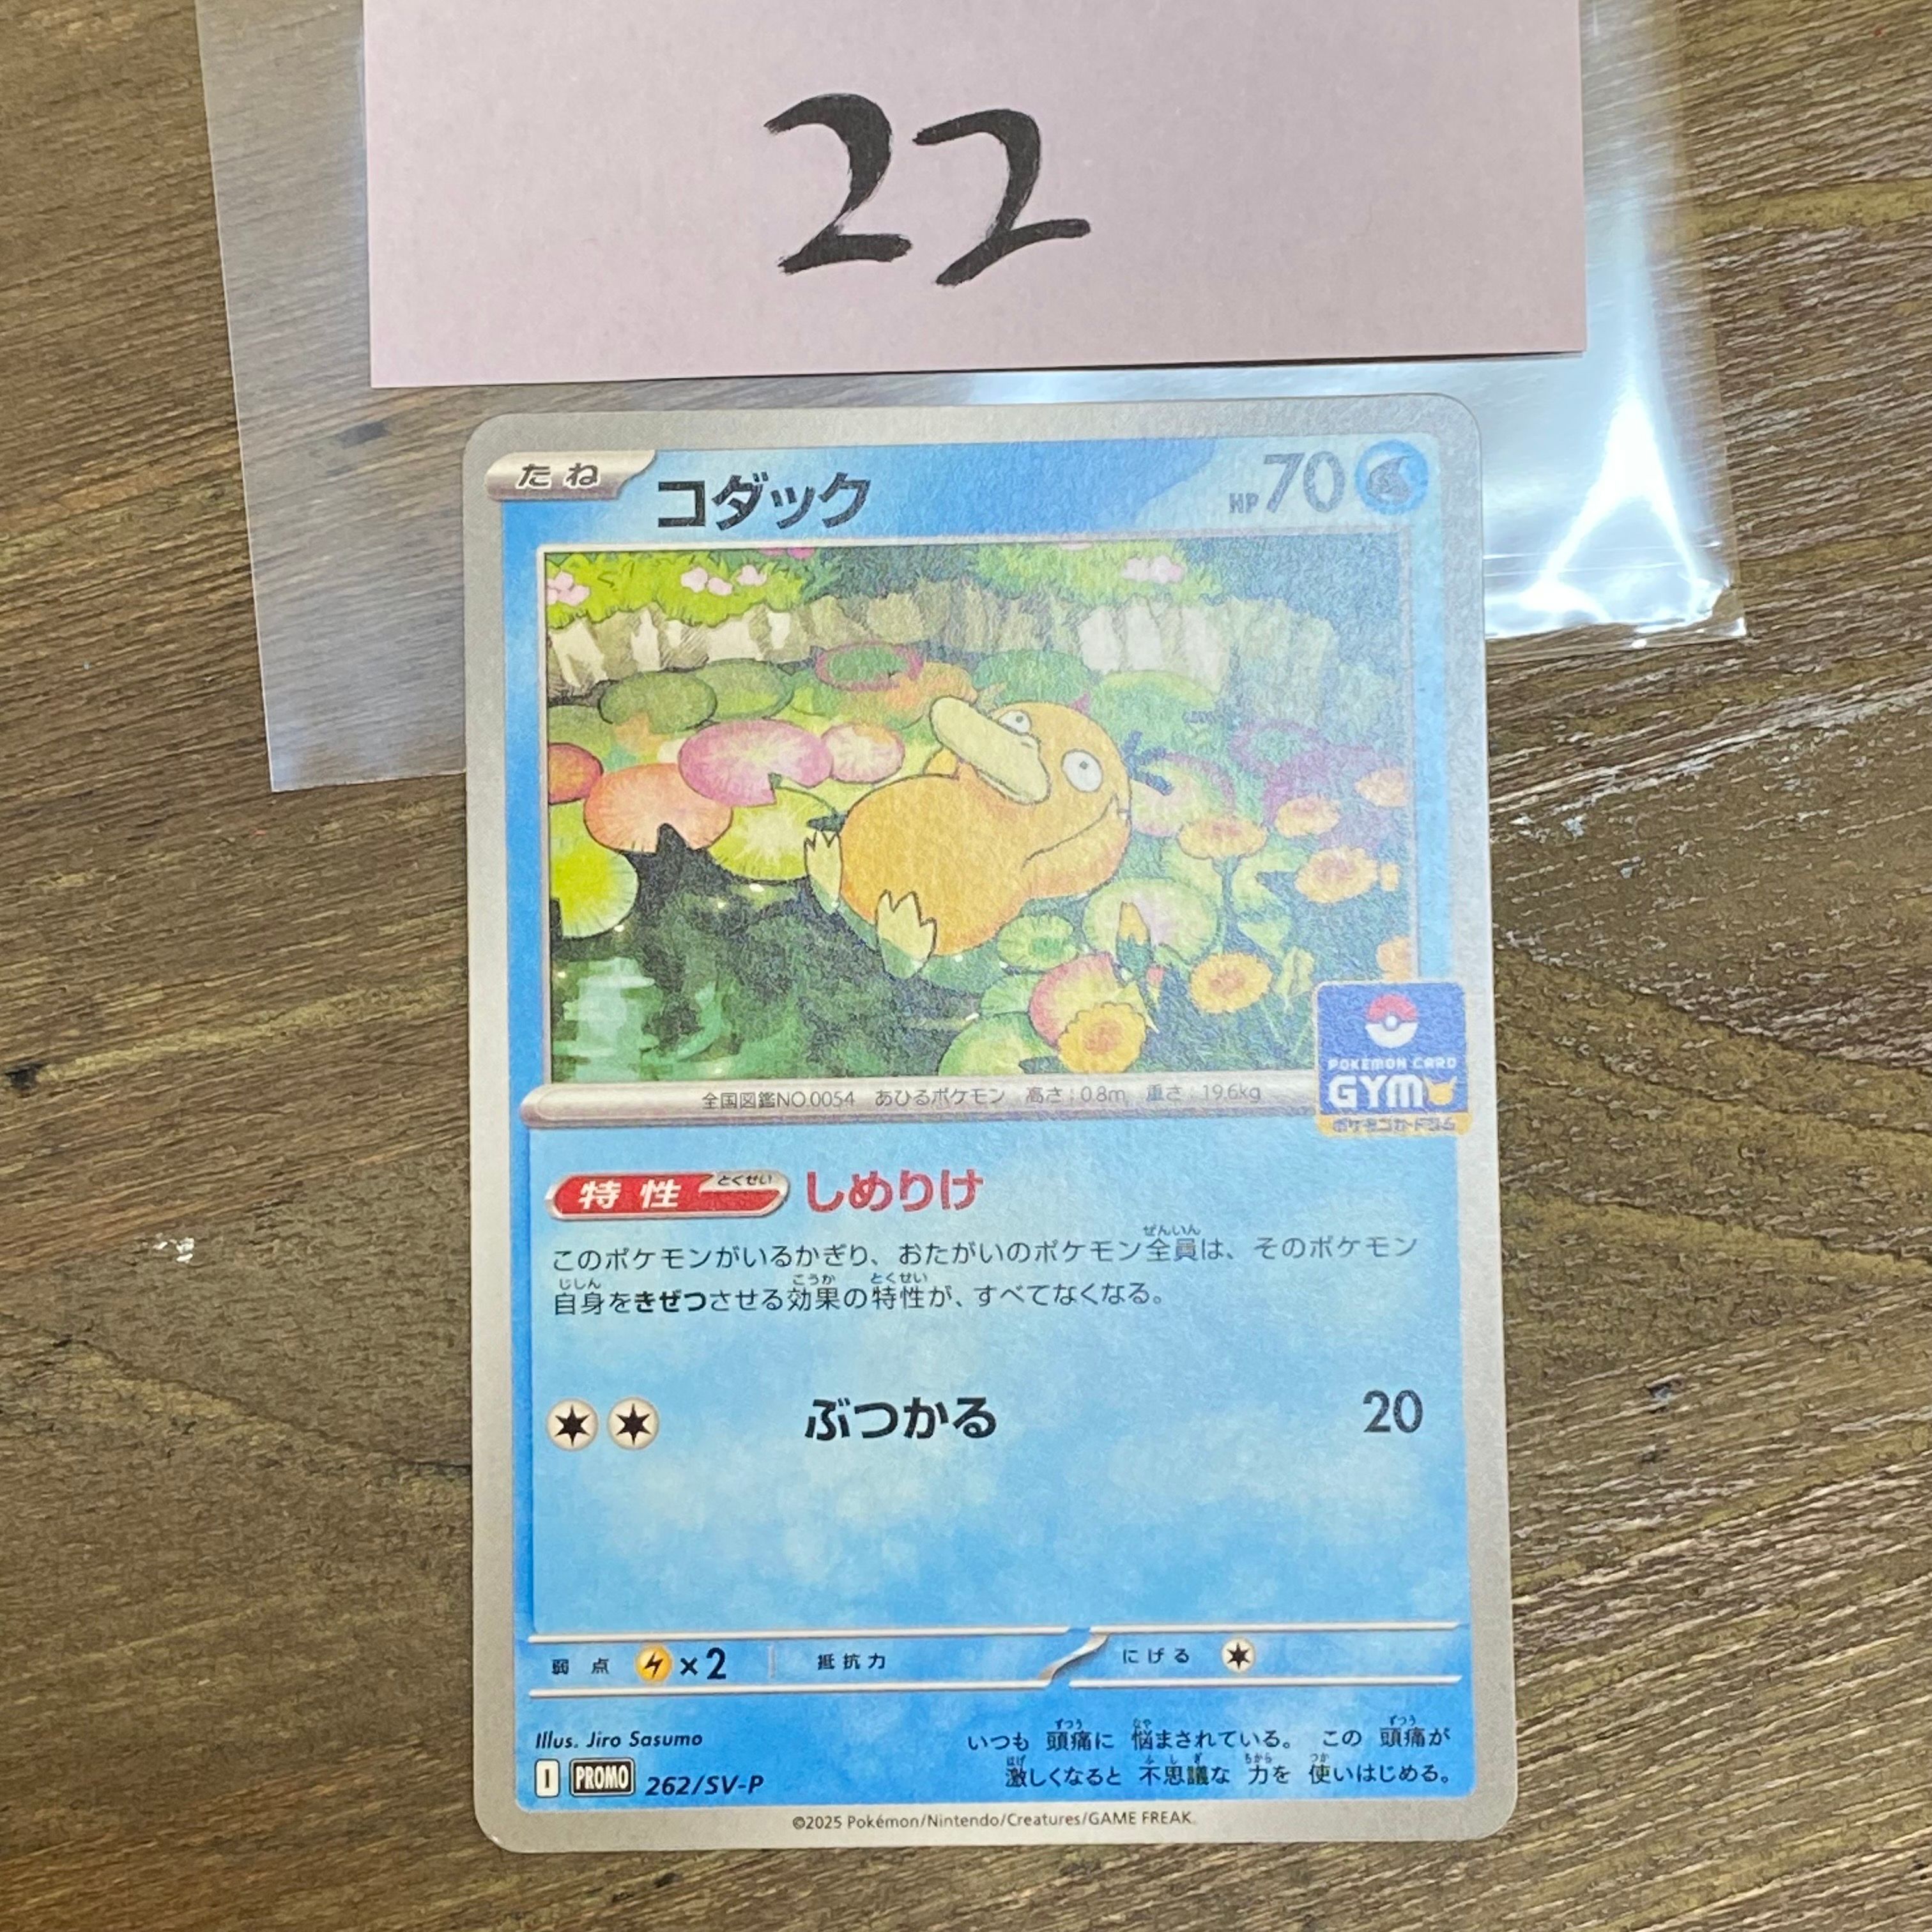 22
たね コダック HP70
POKEMON CARD
GYM
ポケモンカードジム
全国図鑑NO.0054 あひるポケモン 高さ:0.8m 重さ:19.6kg
特性 とくせい しめりけ
ぜんいん
このポケモンがいるかぎり、おたがいのポケモン全員は、そのポケモン
じしん こうか とくせい
自身をきぜつさせる効果の特性が、すべてなくなる。
ぶつかる 20
弱点 ×2 抵抗力 にげる
Illus. Jiro Sasumo
I PROMO 262/SV-P
ずつう なや ずつう
いつも 頭痛に 悩まされている。 この 頭痛が
はげ ふしぎ ちから つか
激しくなると 不思議な 力を 使いはじめる。
©2025 Pokémon/Nintendo/Creatures/GAME FREAK.